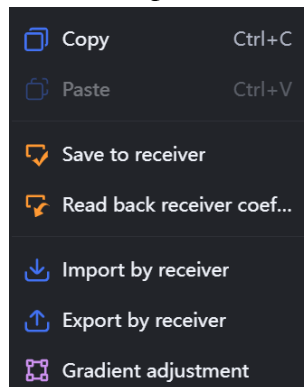 Copy Ctrl+C
Paste Ctrl+V
Save to receiver
Read back receiver coef...
Import by receiver
Export by receiver
Gradient adjustment